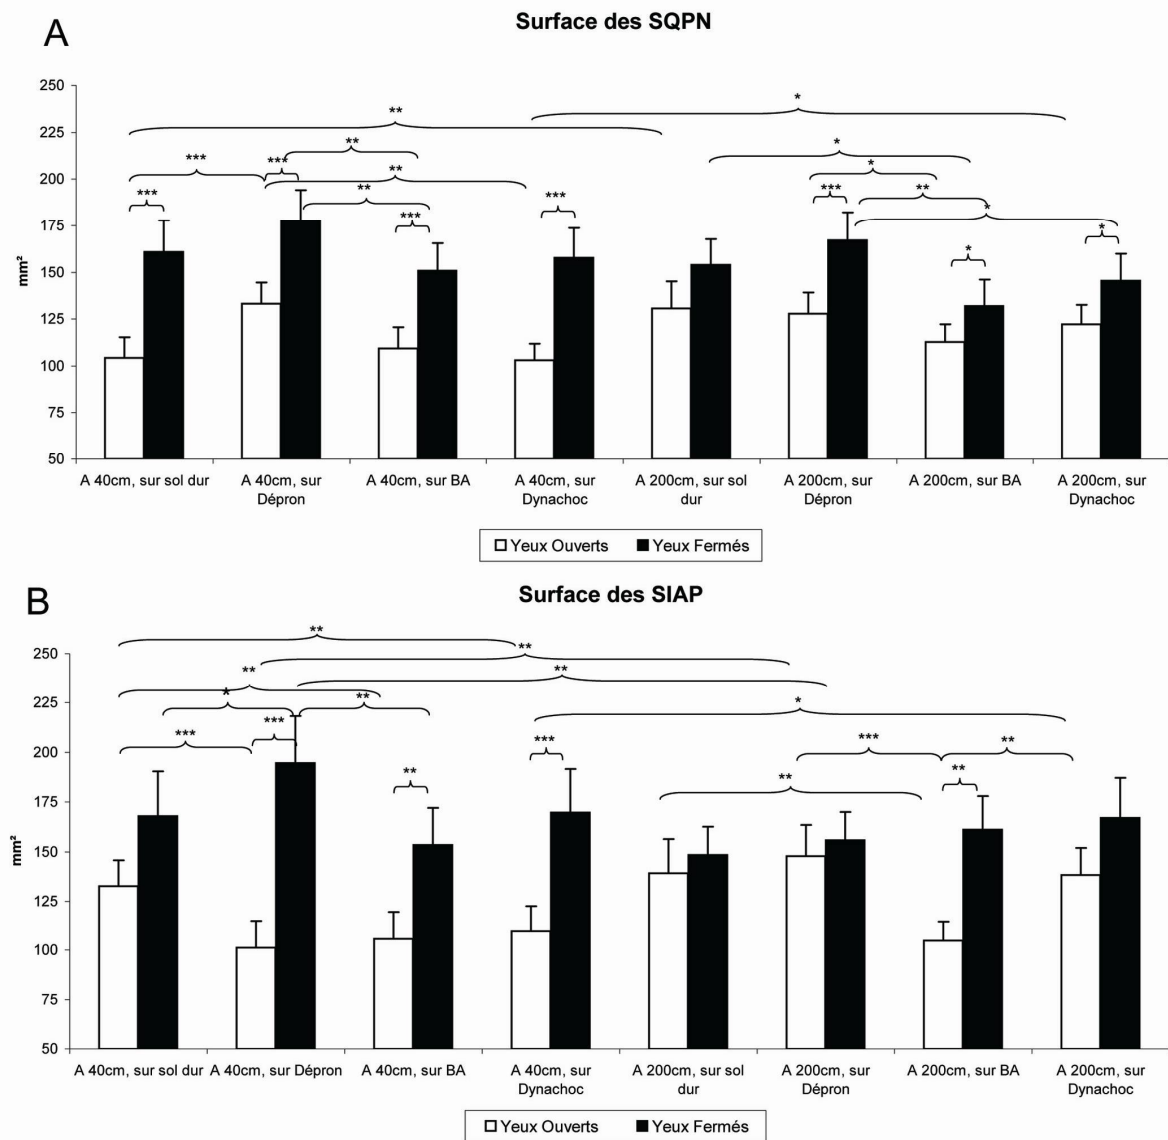 A
Surface des SQPN
250
225
200
175
150
125
100
75
50
mm²
**
*
***
***
**
**
*
*
***
**
***
***
***
**
*
*
*
A 40cm, sur sol dur
A 40cm, sur
Dépron
A 40cm, sur BA
A 40cm, sur
Dynachoc
A 200cm, sur sol
dur
A 200cm, sur
Dépron
A 200cm, sur BA
A 200cm, sur
Dynachoc
Yeux Ouverts
Yeux Fermés
B
Surface des SIAP
250
225
200
175
150
125
100
75
50
mm²
**
**
**
**
*
**
*
***
***
**
***
**
***
**
**
**
A 40cm, sur sol dur
A 40cm, sur Dépron
A 40cm, sur BA
A 40cm, sur
Dynachoc
A 200cm, sur sol
dur
A 200cm, sur
Dépron
A 200cm, sur BA
A 200cm, sur
Dynachoc
Yeux Ouverts
Yeux Fermés